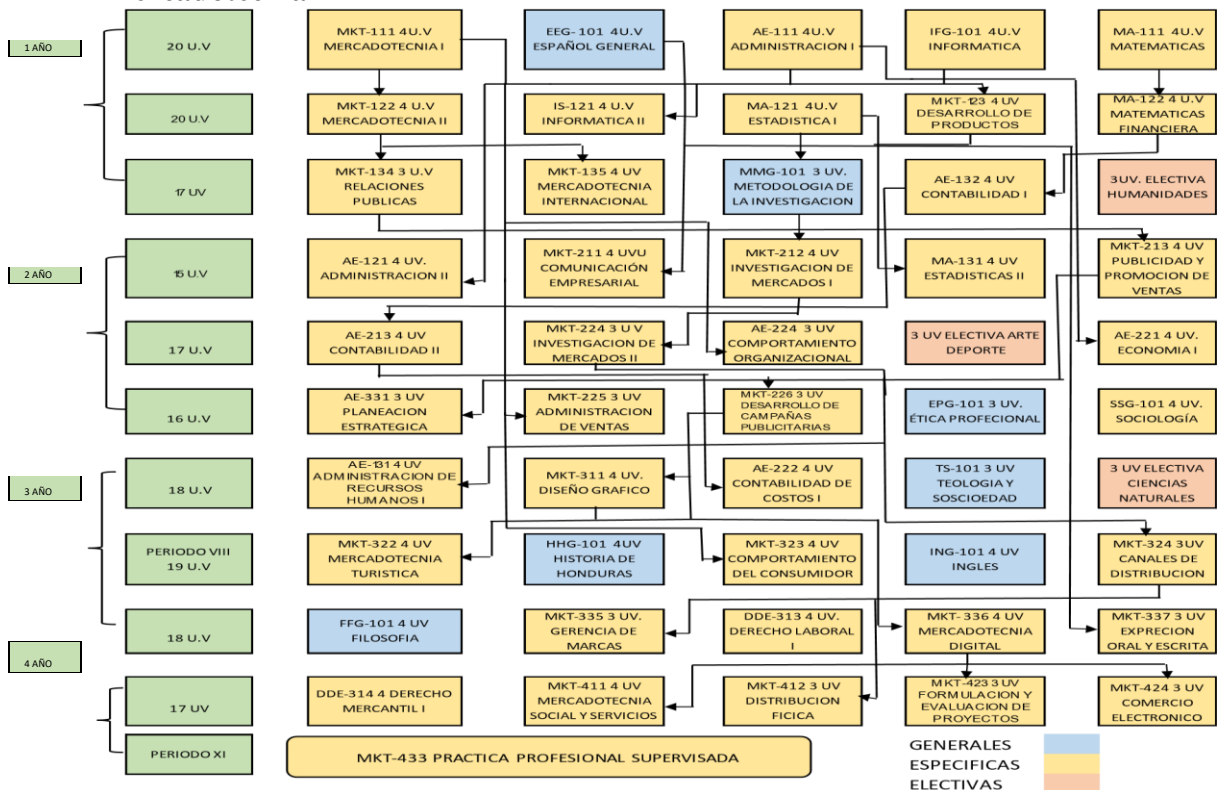 1 AÑO
20 U.V
MKT-111 4U.V
MERCADOTECNIA I
EEG- 101 4U.V
ESPAÑOL GENERAL
AE-111 4U.V
ADMINISTRACION I
IFG-101 4U.V
INFORMATICA
MA-111 4U.V
MATEMATICAS
20 U.V
MKT-122 4 U.V
MERCADOTECNIA II
IS-121 4 U.V
INFORMATICA II
MA-121 4U.V
ESTADISTICA I
MKT-123 4 UV
DESARROLLO DE
PRODUCTOS
MA-122 4 U.V
MATEMATICAS
FINANCIERA
17 UV
MKT-134 3 U.V
RELACIONES
PUBLICAS
MKT-135 4 UV
MERCADOTECNIA
INTERNACIONAL
MMG-101 3 UV.
METODOLOGIA DE
LA INVESTIGACION
AE-132 4 UV
CONTABILIDAD I
3UV. ELECTIVA
HUMANIDADES
2 AÑO
15 U.V
AE-121 4 UV.
ADMINISTRACION II
MKT-211 4 UVU
COMUNICACIÓN
EMPRESARIAL
MKT-212 4 UV
INVESTIGACION DE
MERCADOS I
MA-131 4 UV
ESTADISTICAS II
MKT-213 4 UV
PUBLICIDAD Y
PROMOCION DE
VENTAS
17 U.V
AE-213 4 UV
CONTABILIDAD II
MKT-224 3 U V
INVESTIGACION DE
MERCADOS II
AE-224 3 UV
COMPORTAMIENTO
ORGANIZACIONAL
3 UV ELECTIVA ARTE
DEPORTE
AE-221 4 UV.
ECONOMIA I
16 U.V
AE-331 3 UV
PLANEACION
ESTRATEGICA
MKT-225 3 UV
ADMINISTRACION
DE VENTAS
MKT-226 3 UV
DESARROLLO DE
CAMPAÑAS
PUBLICITARIAS
EPG-101 3 UV.
ÉTICA PROFECIONAL
SSG-101 4 UV.
SOCIOLOGÍA
3 AÑO
18 U.V
AE-131 4 UV
ADMINISTRACION DE
RECURSOS
HUMANOS I
MKT-311 4 UV.
DISEÑO GRAFICO
AE-222 4 UV
CONTABILIDAD DE
COSTOS I
TS-101 3 UV
TEOLOGIA Y
SOSCIOEDAD
3 UV ELECTIVA
CIENCIAS
NATURALES
PERIODO VIII
19 U.V
MKT-322 4 UV
MERCADOTECNIA
TURISTICA
HHG-101 4UV
HISTORIA DE
HONDURAS
MKT-323 4 UV
COMPORTAMIENTO
DEL CONSUMIDOR
ING-101 4 UV
INGLES
MKT-324 3UV
CANALES DE
DISTRIBUCION
18 U.V
FFG-101 4 UV
FILOSOFIA
MKT-335 3 UV.
GERENCIA DE
MARCAS
DDE-313 4 UV.
DERECHO LABORAL
I
MKT-336 4 UV
MERCADOTECNIA
DIGITAL
MKT-337 3 UV
EXPRECION
ORAL Y ESCRITA
4 AÑO
17 UV
DDE-314 4 DERECHO
MERCANTIL I
MKT-411 4 UV
MERCADOTECNIA
SOCIAL Y SERVICIOS
MKT-412 3 UV
DISTRIBUCION
FICICA
MKT-423 3 UV
FORMULACION Y
EVALUACION DE
PROYECTOS
MKT-424 3 UV
COMERCIO
ELECTRONICO
PERIODO XI
MKT-433 PRACTICA PROFESIONAL SUPERVISADA
GENERALES
ESPECIFICAS
ELECTIVAS